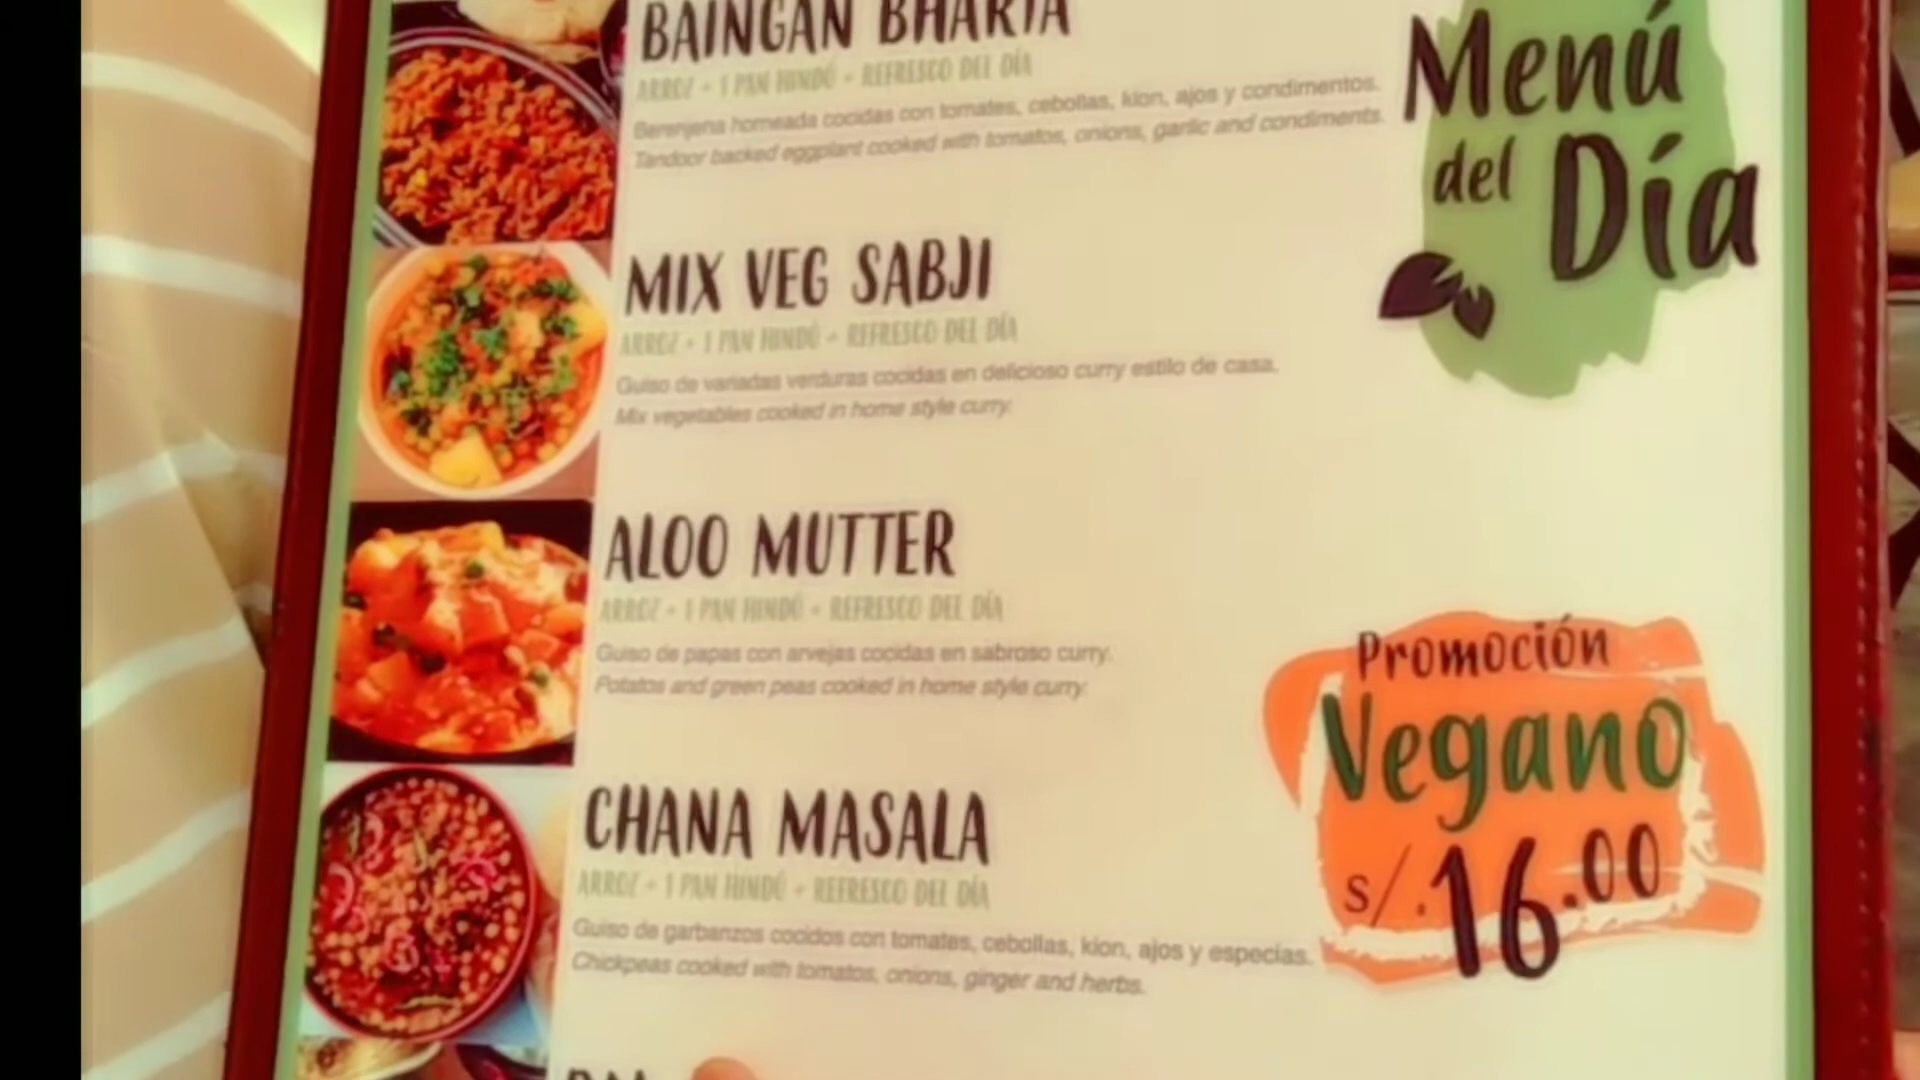 BAINGAN BHARTA
ARROZ + 1 PAN HINDÚ + REFRESCO DEL DÍA
Berenjena horneada cocidas con tomates, cebollas, kion, ajos y condimentos.
Tandoor backed eggplant cooked with tomatos, onions, garlic and condiments.
Menú
del Día
MIX VEG SABJI
ARROZ + 1 PAN HINDÚ + REFRESCO DEL DÍA
Guiso de variadas verduras cocidas en delicioso curry estilo de casa.
Mix vegetables cooked in home style curry.
ALOO MUTTER
ARROZ + 1 PAN HINDÚ + REFRESCO DEL DÍA
Guiso de papas con arvejas cocidas en sabroso curry.
Potatos and green peas cooked in home style curry.
Promoción
Vegano
s/.16.00
CHANA MASALA
ARROZ + 1 PAN HINDÚ + REFRESCO DEL DÍA
Guiso de garbanzos cocidos con tomates, cebollas, kion, ajos y especias.
Chickpeas cooked with tomatos, onions, ginger and herbs.